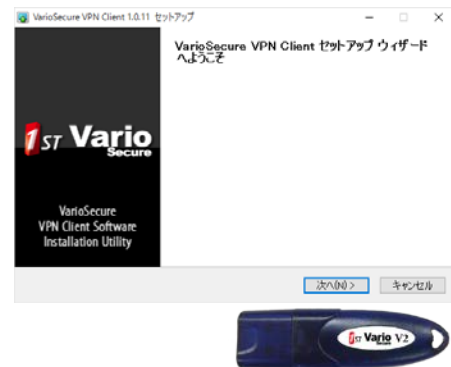 VarioSecure VPN Client 1.0.11 セットアップ
VarioSecure VPN Client セットアップ ウィザード
へようこそ
1ST Vario
Secure
VarioSecure
VPN Client Software
Installation Utility
次へ(N) >
キャンセル
1ST Vario V2
Secure